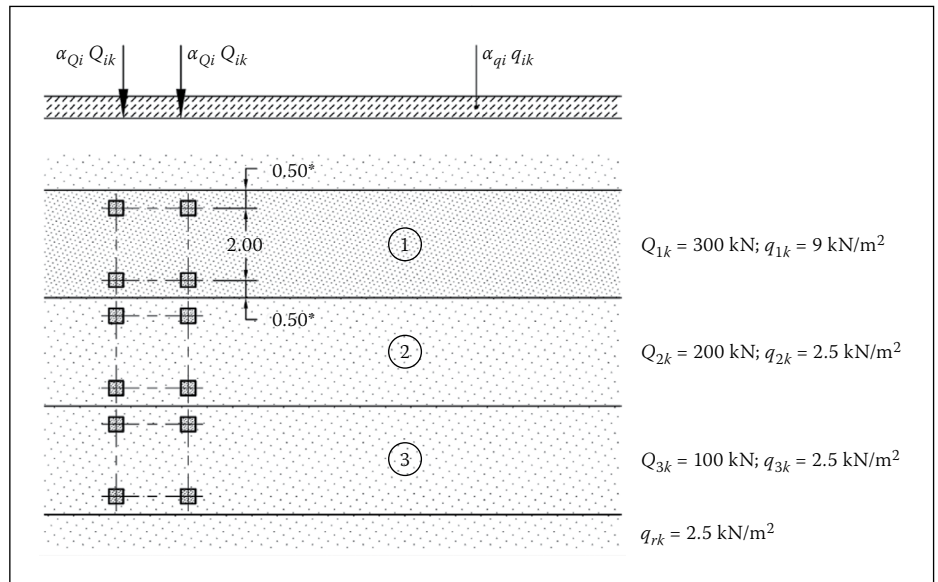 α_Qi Q_ik α_Qi Q_ik α_qi q_ik
0.50*
2.00
0.50*
1 Q_1k = 300 kN; q_1k = 9 kN/m²
2 Q_2k = 200 kN; q_2k = 2.5 kN/m²
3 Q_3k = 100 kN; q_3k = 2.5 kN/m²
q_rk = 2.5 kN/m²